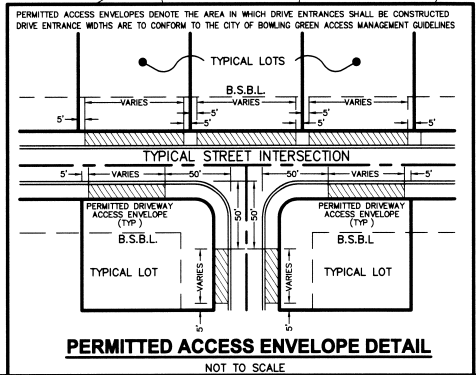 PERMITTED ACCESS ENVELOPES DENOTE THE AREA IN WHICH DRIVE ENTRANCES SHALL BE CONSTRUCTED
DRIVE ENTRANCE WIDTHS ARE TO CONFORM TO THE CITY OF BOWLING GREEN ACCESS MANAGEMENT GUIDELINES
TYPICAL LOTS
B.S.B.L.
VARIES VARIES VARIES
5' 5' 5' 5'
5' 5'
TYPICAL STREET INTERSECTION
5' VARIES 50' 50' VARIES 5'
50' 50'
PERMITTED DRIVEWAY
ACCESS ENVELOPE
(TYP )
PERMITTED DRIVEWAY
ACCESS ENVELOPE
(TYP )
B.S.B.L. B.S.B.L
TYPICAL LOT VARIES VARIES TYPICAL LOT
5' 5'
PERMITTED ACCESS ENVELOPE DETAIL
NOT TO SCALE